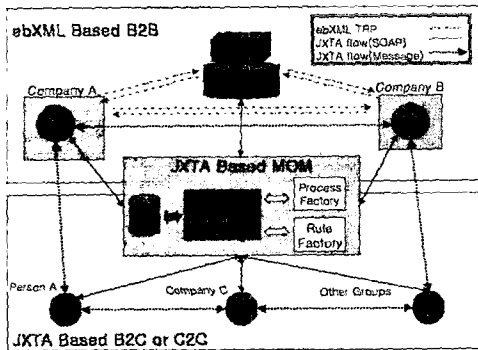 ebXML Based B2B
ebXML TRP
JXTA flow(SOAP)
JXTA flow(Message)
Company A
Company B
JXTA Based MOM
Process
Factory
Rule
Factory
Person A
Company C
Other Groups
JXTA Based B2C or C2C